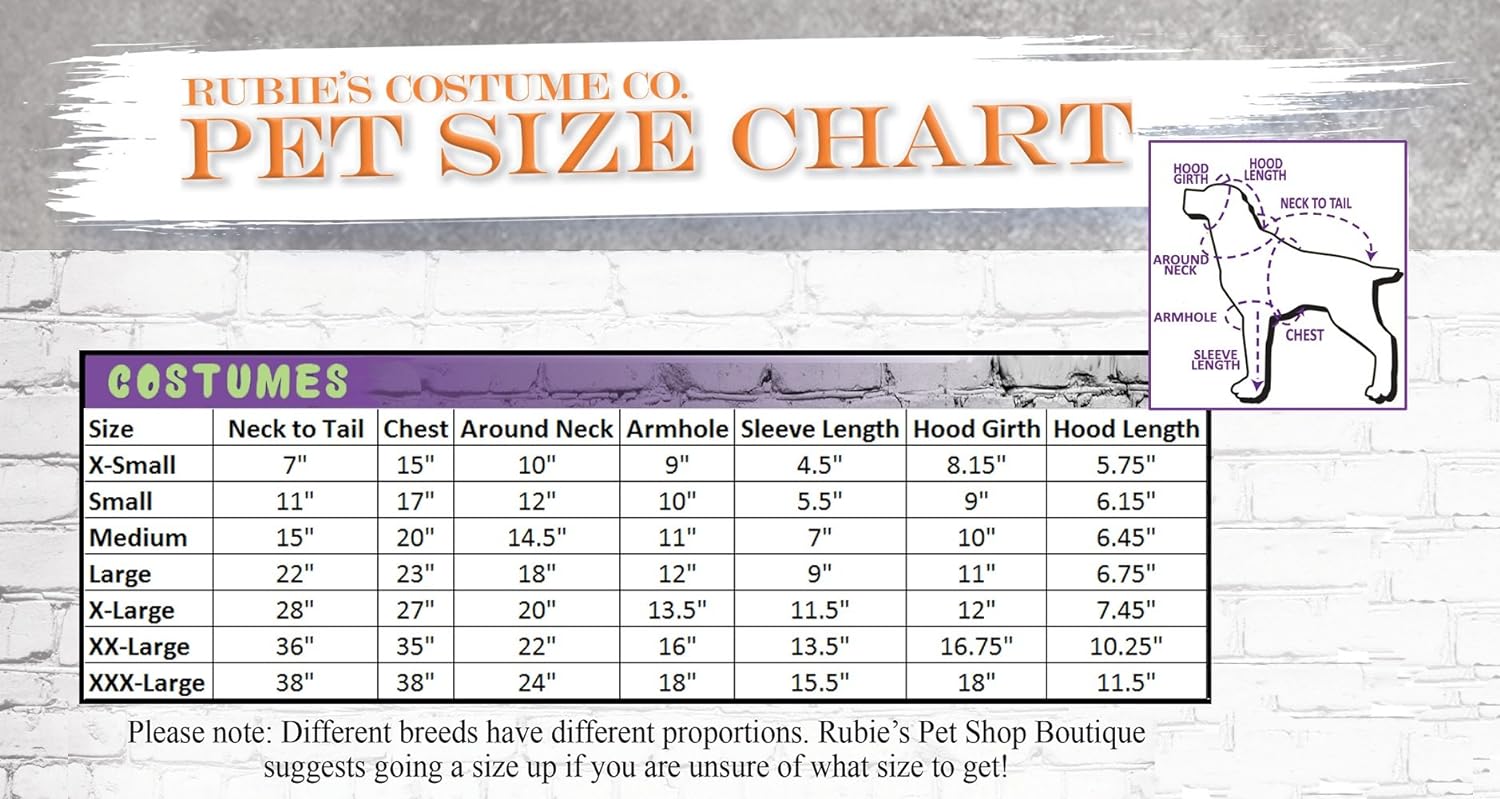 RUBIE'S COSTUME CO.
PET SIZE CHART
HOOD GIRTH
HOOD LENGTH
NECK TO TAIL
AROUND NECK
ARMHOLE
CHEST
SLEEVE LENGTH
COSTUMES
Size Neck to Tail Chest Around Neck Armhole Sleeve Length Hood Girth Hood Length
X-Small 7" 15" 10" 9" 4.5" 8.15" 5.75"
Small 11" 17" 12" 10" 5.5" 9" 6.15"
Medium 15" 20" 14.5" 11" 7" 10" 6.45"
Large 22" 23" 18" 12" 9" 11" 6.75"
X-Large 28" 27" 20" 13.5" 11.5" 12" 7.45"
XX-Large 36" 35" 22" 16" 13.5" 16.75" 10.25"
XXX-Large 38" 38" 24" 18" 15.5" 18" 11.5"
Please note: Different breeds have different proportions. Rubie's Pet Shop Boutique
suggests going a size up if you are unsure of what size to get!